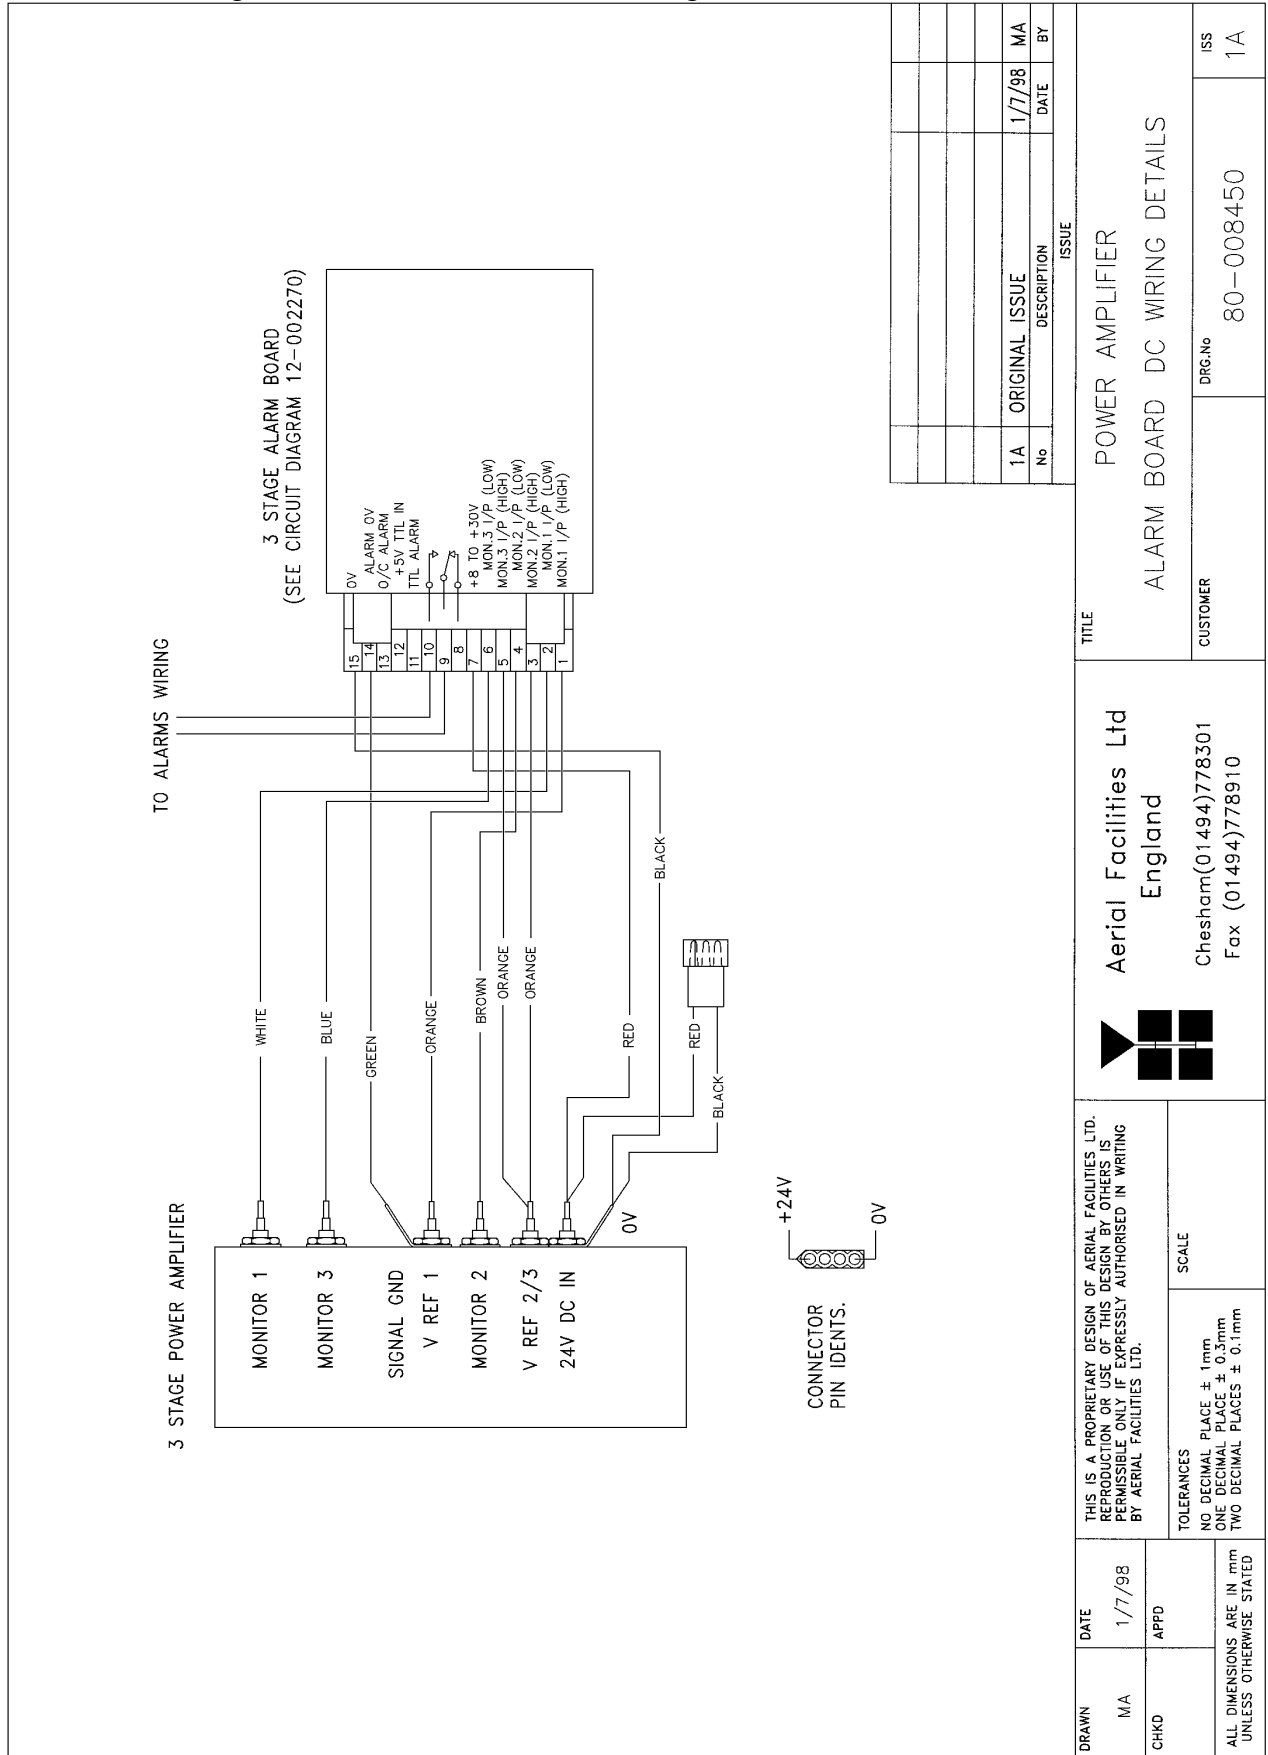 3 STAGE POWER AMPLIFIER
MONITOR 1
MONITOR 3
SIGNAL GND
V REF 1
MONITOR 2
V REF 2/3
24V DC IN
0V
WHITE
BLUE
GREEN
ORANGE
BROWN
ORANGE
ORANGE
RED
BLACK
RED
BLACK
TO ALARMS WIRING
3 STAGE ALARM BOARD
(SEE CIRCUIT DIAGRAM 12-002270)
15
14
13
12
11
10
9
8
7
6
5
4
3
2
1
0V
ALARM 0V
O/C ALARM
+5V TTL IN
TTL ALARM
+8 TO +30V
MON.3 I/P (LOW)
MON.3 I/P (HIGH)
MON.2 I/P (LOW)
MON.2 I/P (HIGH)
MON.1 I/P (LOW)
MON.1 I/P (HIGH)
CONNECTOR
PIN IDENTS.
+24V
0V
1A ORIGINAL ISSUE 1/7/98 MA
No DESCRIPTION DATE BY
ISSUE
DRAWN
MA
DATE
1/7/98
CHKD
APPD
ALL DIMENSIONS ARE IN mm
UNLESS OTHERWISE STATED
THIS IS A PROPRIETARY DESIGN OF AERIAL FACILITIES LTD.
REPRODUCTION OR USE OF THIS DESIGN BY OTHERS IS
PERMISSIBLE ONLY IF EXPRESSLY AUTHORISED IN WRITING
BY AERIAL FACILITIES LTD.
TOLERANCES
NO DECIMAL PLACE ± 1mm
ONE DECIMAL PLACE ± 0.3mm
TWO DECIMAL PLACES ± 0.1mm
SCALE
Aerial Facilities Ltd
England
Chesham(01494)778301
Fax (01494)778910
TITLE
POWER AMPLIFIER
ALARM BOARD DC WIRING DETAILS
CUSTOMER
DRG.No
80-008450
ISS
1A